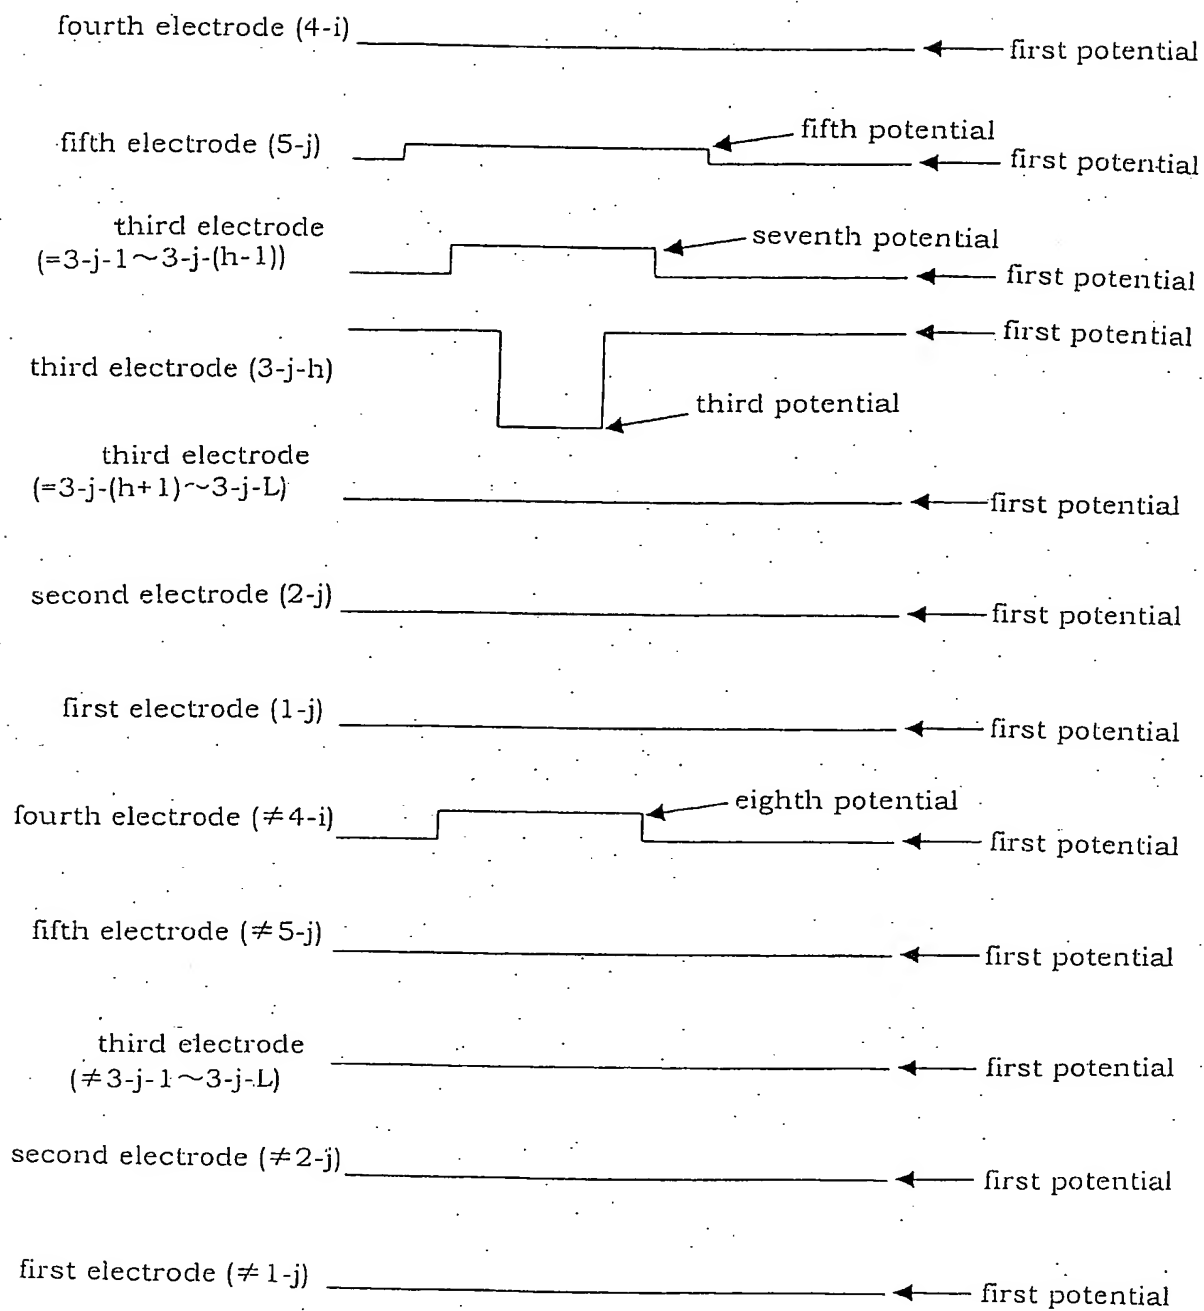 fourth electrode (4-i)
first potential
fifth potential
fifth electrode (5-j)
first potential
third electrode
(=3-j-1～3-j-(h-1))
seventh potential
first potential
first potential
third electrode (3-j-h)
third potential
third electrode
(=3-j-(h+1)～3-j-L)
first potential
second electrode (2-j)
first potential
first electrode (1-j)
first potential
eighth potential
fourth electrode (≠4-i)
first potential
fifth electrode (≠5-j)
first potential
third electrode
(≠3-j-1～3-j-L)
first potential
second electrode (≠2-j)
first potential
first electrode (≠1-j)
first potential